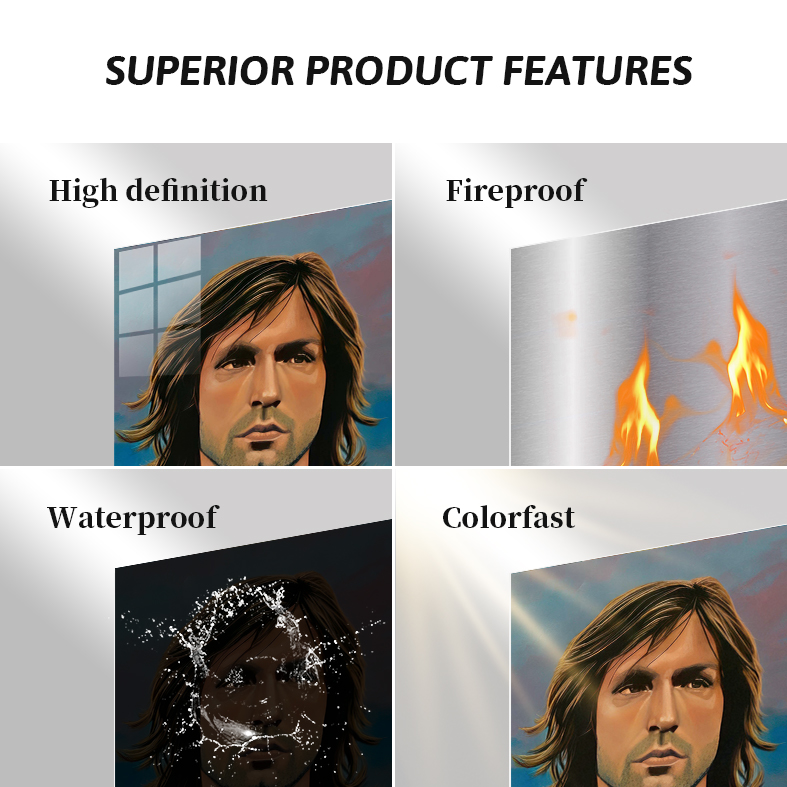 SUPERIOR PRODUCT FEATURES
High definition
Fireproof
Waterproof
Colorfast